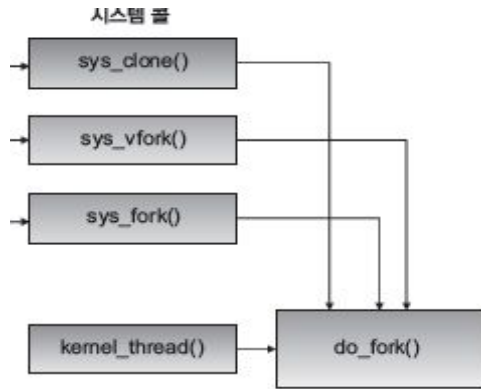 시스템 콜
sys_clone()
sys_vfork()
sys_fork()
kernel_thread()
do_fork()